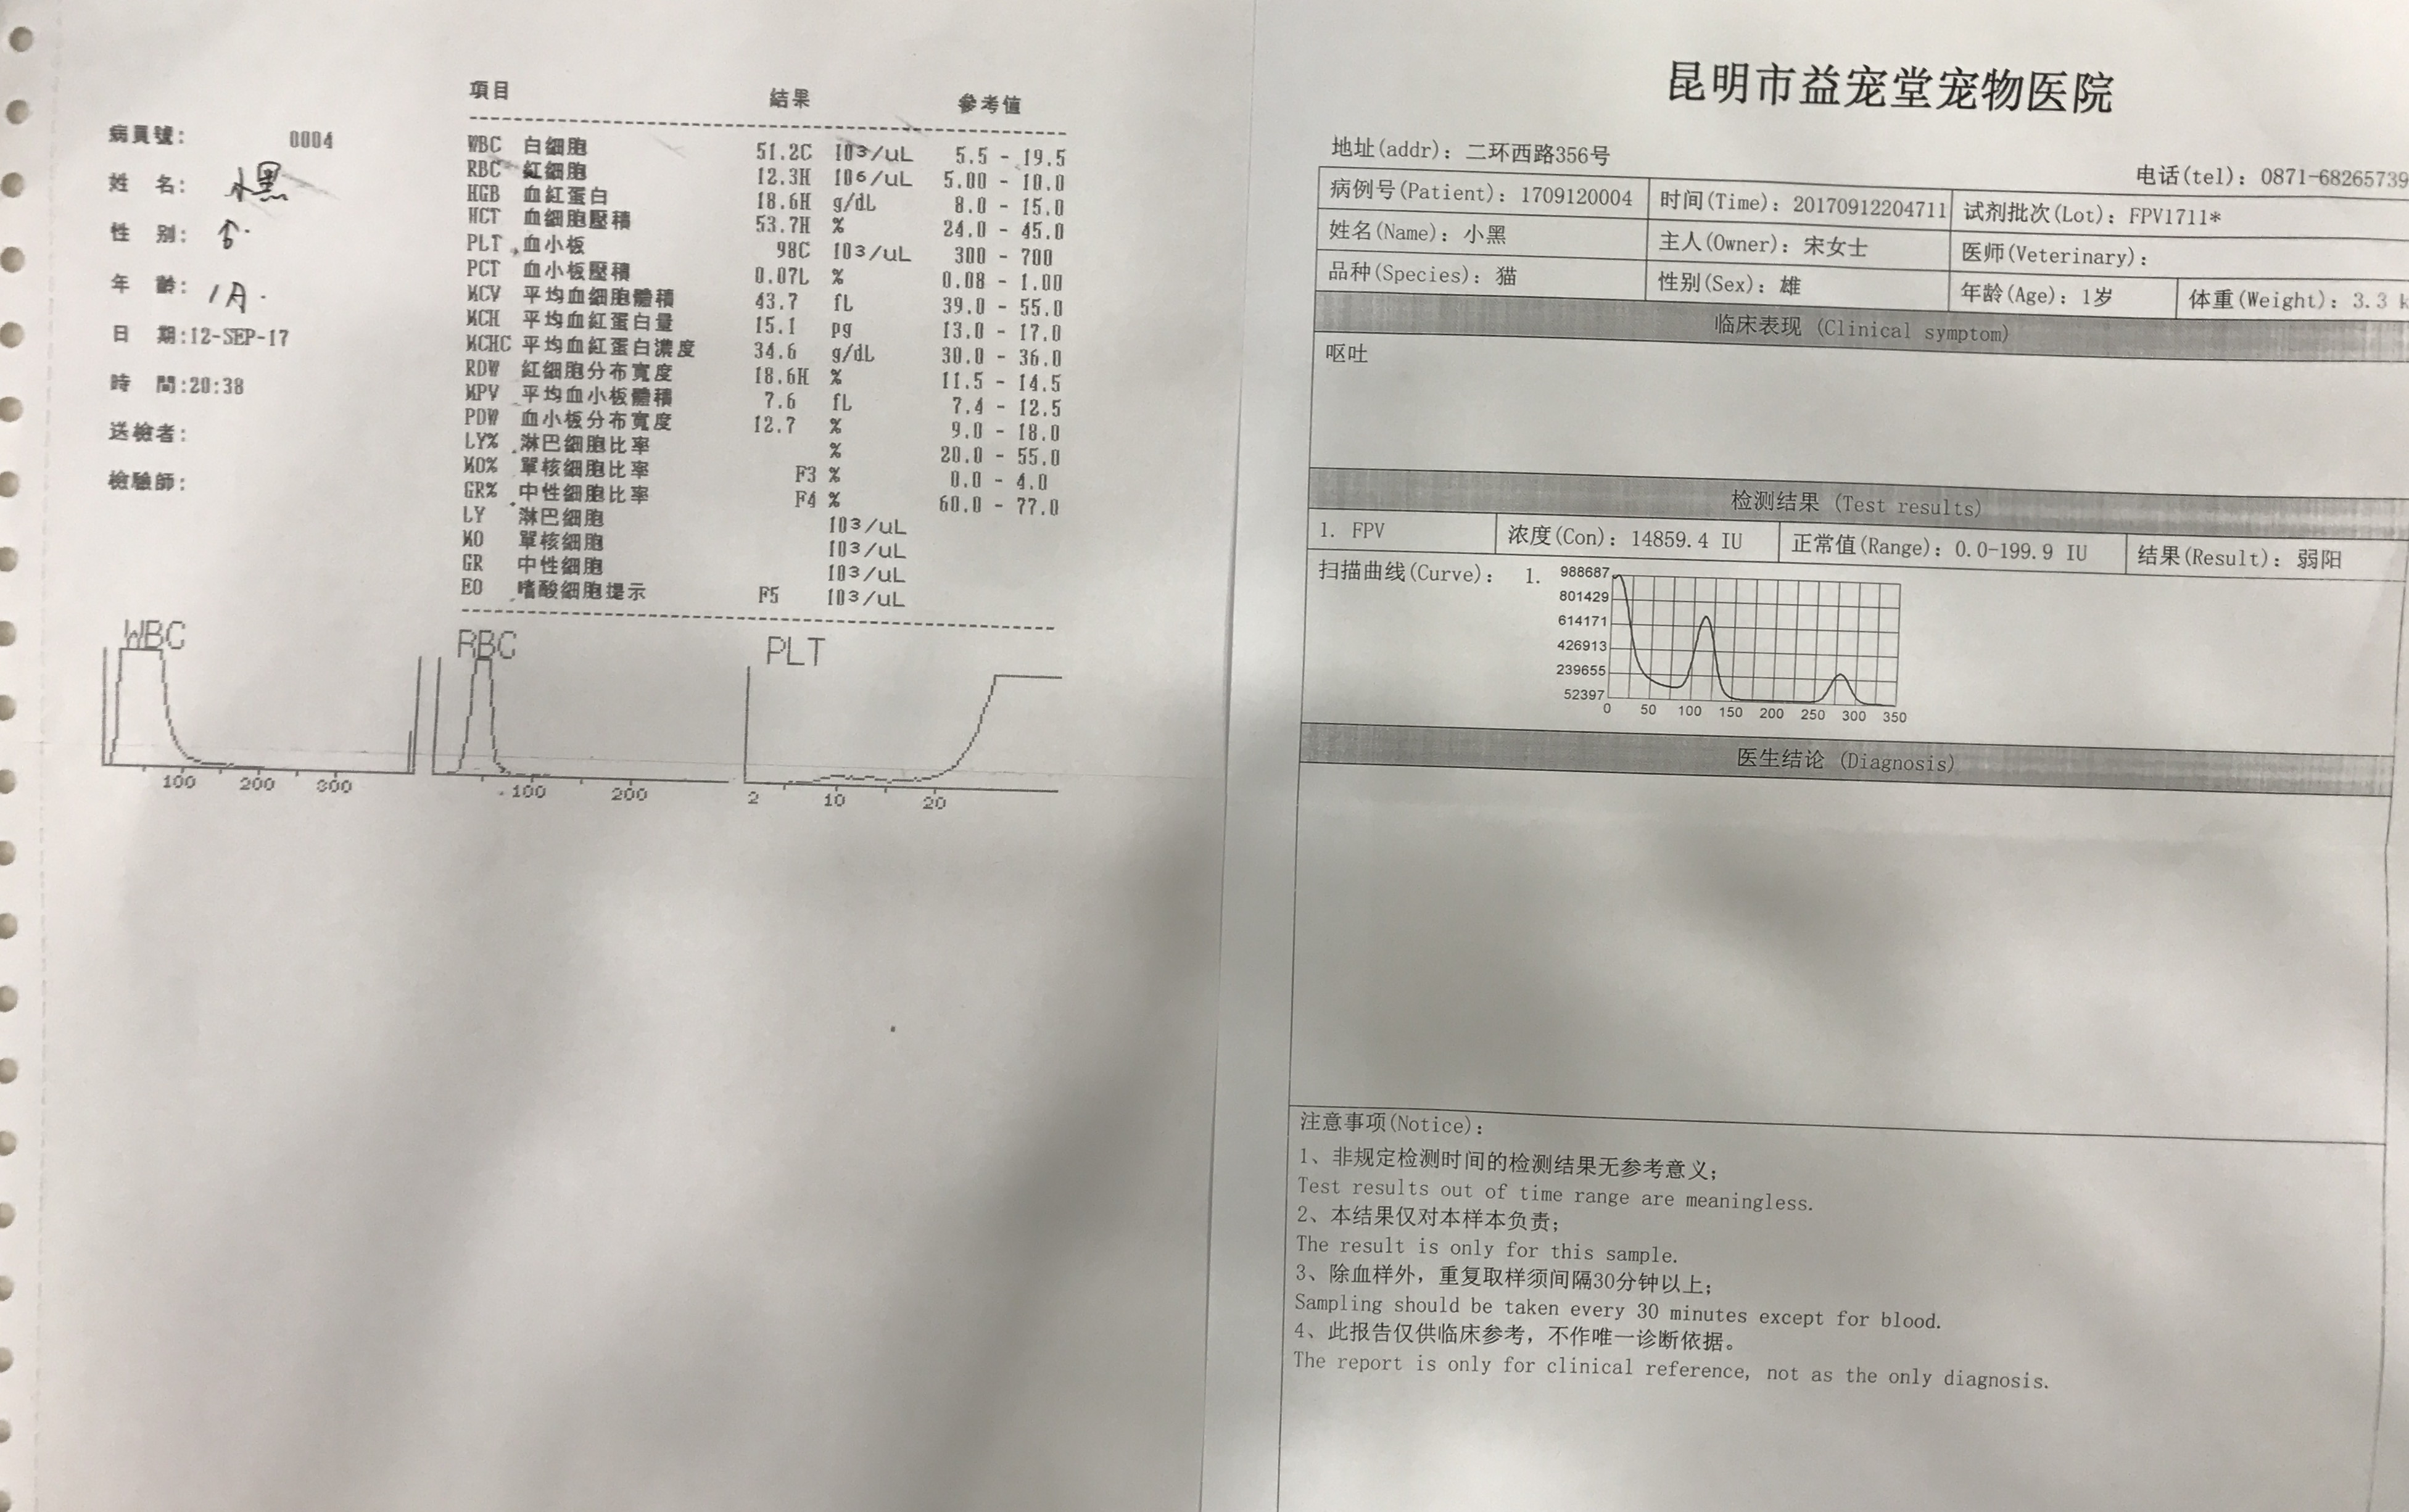 病員號: 0004
姓 名: 小黑
性 别: ♂
年 齡: 1月.
日 期:12-SEP-17
時 間:20:38
送檢者:
檢驗師:
項目 結果 參考值
WBC 白細胞 51.2C 10³/uL 5.5 - 19.5
RBC 紅細胞 12.3H 10⁶/uL 5.00 - 10.0
HGB 血紅蛋白 18.6H g/dL 8.0 - 15.0
HCT 血細胞壓積 53.7H % 24.0 - 45.0
PLT 血小板 98C 10³/uL 300 - 700
PCT 血小板壓積 0.07L % 0.08 - 1.00
MCV 平均血細胞體積 43.7 fL 39.0 - 55.0
MCH 平均血紅蛋白量 15.1 pg 13.0 - 17.0
MCHC 平均血紅蛋白濃度 34.6 g/dL 30.0 - 36.0
RDW 紅細胞分布寬度 18.6H % 11.5 - 14.5
MPV 平均血小板體積 7.6 fL 7.4 - 12.5
PDW 血小板分布寬度 12.7 % 9.0 - 18.0
LY% 淋巴細胞比率 % 20.0 - 55.0
MO% 單核細胞比率 F3 % 0.0 - 4.0
GR% 中性細胞比率 F4 % 60.0 - 77.0
LY 淋巴細胞 10³/uL
MO 單核細胞 10³/uL
GR 中性細胞 10³/uL
EO 嗜酸細胞提示 F5 10³/uL
WBC RBC PLT
100 200 300 100 200 2 10 20
昆明市益宠堂宠物医院
地址(addr): 二环西路356号
电话(tel): 0871-68265739
病例号(Patient): 1709120004 时间(Time): 20170912204711 试剂批次(Lot): FPV1711*
姓名(Name): 小黑 主人(Owner): 宋女士 医师(Veterinary):
品种(Species): 猫 性别(Sex): 雄 年龄(Age): 1岁 体重(Weight): 3.3 k
临床表现 (Clinical symptom)
呕吐
检测结果 (Test results)
1. FPV 浓度(Con): 14859.4 IU 正常值(Range): 0.0-199.9 IU 结果(Result): 弱阳
扫描曲线(Curve): 1.
988687
801429
614171
426913
239655
52397
0 50 100 150 200 250 300 350
医生结论 (Diagnosis)
注意事项(Notice):
1、非规定检测时间的检测结果无参考意义;
Test results out of time range are meaningless.
2、本结果仅对本样本负责;
The result is only for this sample.
3、除血样外，重复取样须间隔30分钟以上;
Sampling should be taken every 30 minutes except for blood.
4、此报告仅供临床参考，不作唯一诊断依据。
The report is only for clinical reference, not as the only diagnosis.